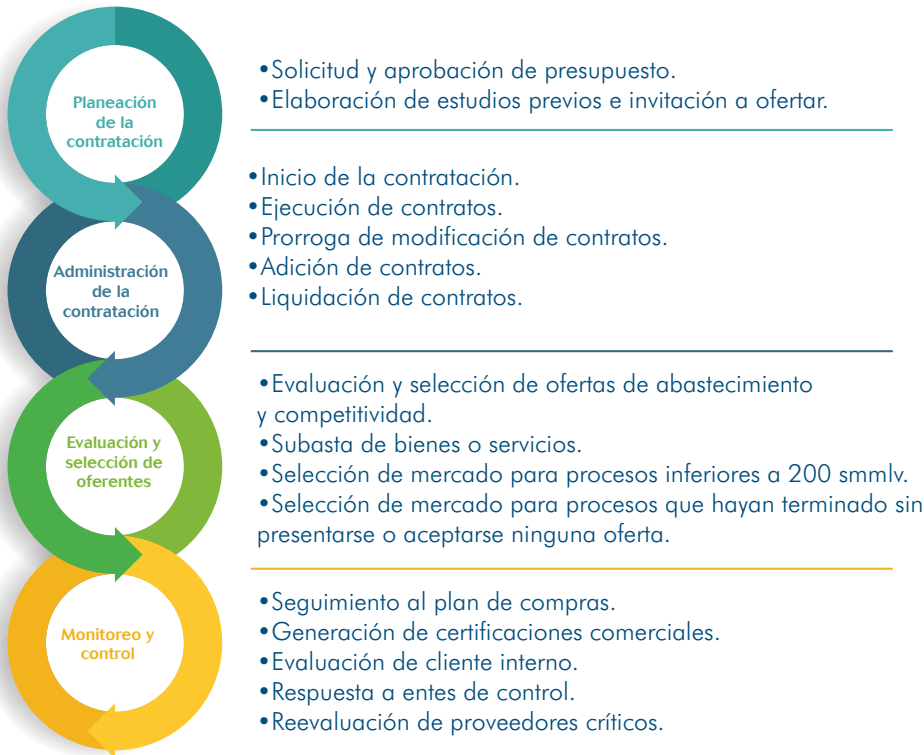 Planeación
de la
contratación
•Solicitud y aprobación de presupuesto.
•Elaboración de estudios previos e invitación a ofertar.
Administración
de la
contratación
•Inicio de la contratación.
•Ejecución de contratos.
•Prorroga de modificación de contratos.
•Adición de contratos.
•Liquidación de contratos.
Evaluación y
selección de
oferentes
•Evaluación y selección de ofertas de abastecimiento
y competitividad.
•Subasta de bienes o servicios.
•Selección de mercado para procesos inferiores a 200 smmlv.
•Selección de mercado para procesos que hayan terminado sin
presentarse o aceptarse ninguna oferta.
Monitoreo y
control
•Seguimiento al plan de compras.
•Generación de certificaciones comerciales.
•Evaluación de cliente interno.
•Respuesta a entes de control.
•Reevaluación de proveedores críticos.